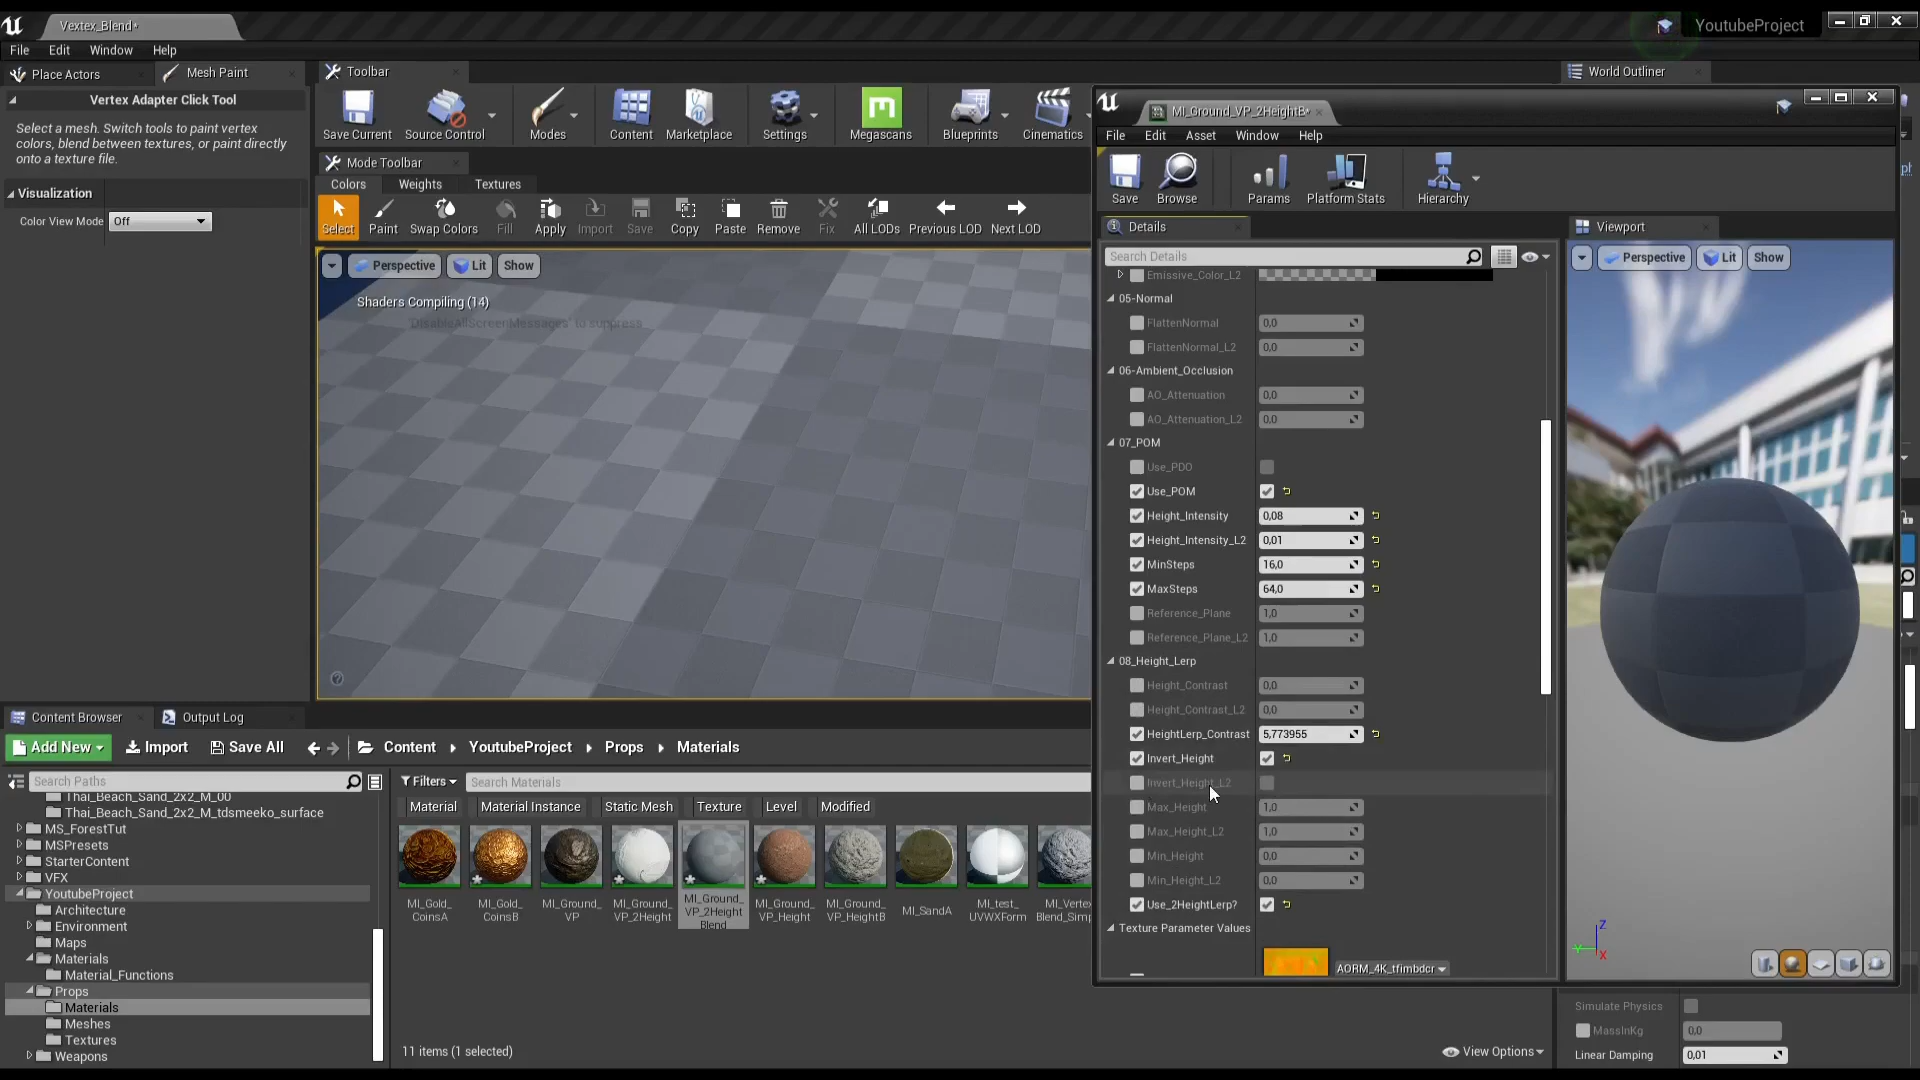 Vextex_Blend*
YoutubeProject
File Edit Window Help
Place Actors
Mesh Paint
Toolbar
World Outliner
Vertex Adapter Click Tool
Select a mesh. Switch tools to paint vertex
colors, blend between textures, or paint directly
onto a texture file.
Visualization
Color View Mode Off
Save Current Source Control Modes Content Marketplace Settings Megascans Blueprints Cinematics
Mode Toolbar
Colors Weights Textures
Select Paint Swap Colors Fill Apply Import Save Copy Paste Remove Fix All LODs Previous LOD Next LOD
Perspective Lit Show
Shaders Compiling (14)
'DisableAllScreenMessages' to suppress
MI_Ground_VP_2HeightB*
File Edit Asset Window Help
Save Browse Params Platform Stats Hierarchy
Details
Viewport
Search Details
Perspective Lit Show
Emissive_Color_L2
05-Normal
FlattenNormal 0,0
FlattenNormal_L2 0,0
06-Ambient_Occlusion
AO_Attenuation 0,0
AO_Attenuation_L2 0,0
07_POM
Use_PDO
Use_POM
Height_Intensity 0,08
Height_Intensity_L2 0,01
MinSteps 16,0
MaxSteps 64,0
Reference_Plane 1,0
Reference_Plane_L2 1,0
08_Height_Lerp
Height_Contrast 0,0
Height_Contrast_L2 0,0
HeightLerp_Contrast 5,773955
Invert_Height
Invert_Height_L2
Max_Height 1,0
Max_Height_L2 1,0
Min_Height 0,0
Min_Height_L2 0,0
Use_2HeightLerp?
Texture Parameter Values
AORM_4K_tfimbdcr
Z
Y
X
Content Browser
Output Log
Add New Import Save All Content YoutubeProject Props Materials
Search Paths
Filters Search Materials
Material Material Instance Static Mesh Texture Level Modified
Thai_Beach_Sand_2x2_M_00
Thai_Beach_Sand_2x2_M_tdsmeeko_surface
MS_ForestTut
MSPresets
StarterContent
VFX
YoutubeProject
Architecture
Environment
Maps
Materials
Material_Functions
Props
Materials
Meshes
Textures
Weapons
MI_Gold_
CoinsA
MI_Gold_
CoinsB
MI_Ground_
VP
MI_Ground_
VP_2Height
MI_Ground_
VP_2Height
Blend
MI_Ground_
VP_Height
MI_Ground_
VP_HeightB
MI_SandA
MI_test_
UVWXForm
MI_Vertex
Blend_Simp
11 items (1 selected)
View Options
Simulate Physics
MassInKg 0,0
Linear Damping 0,01